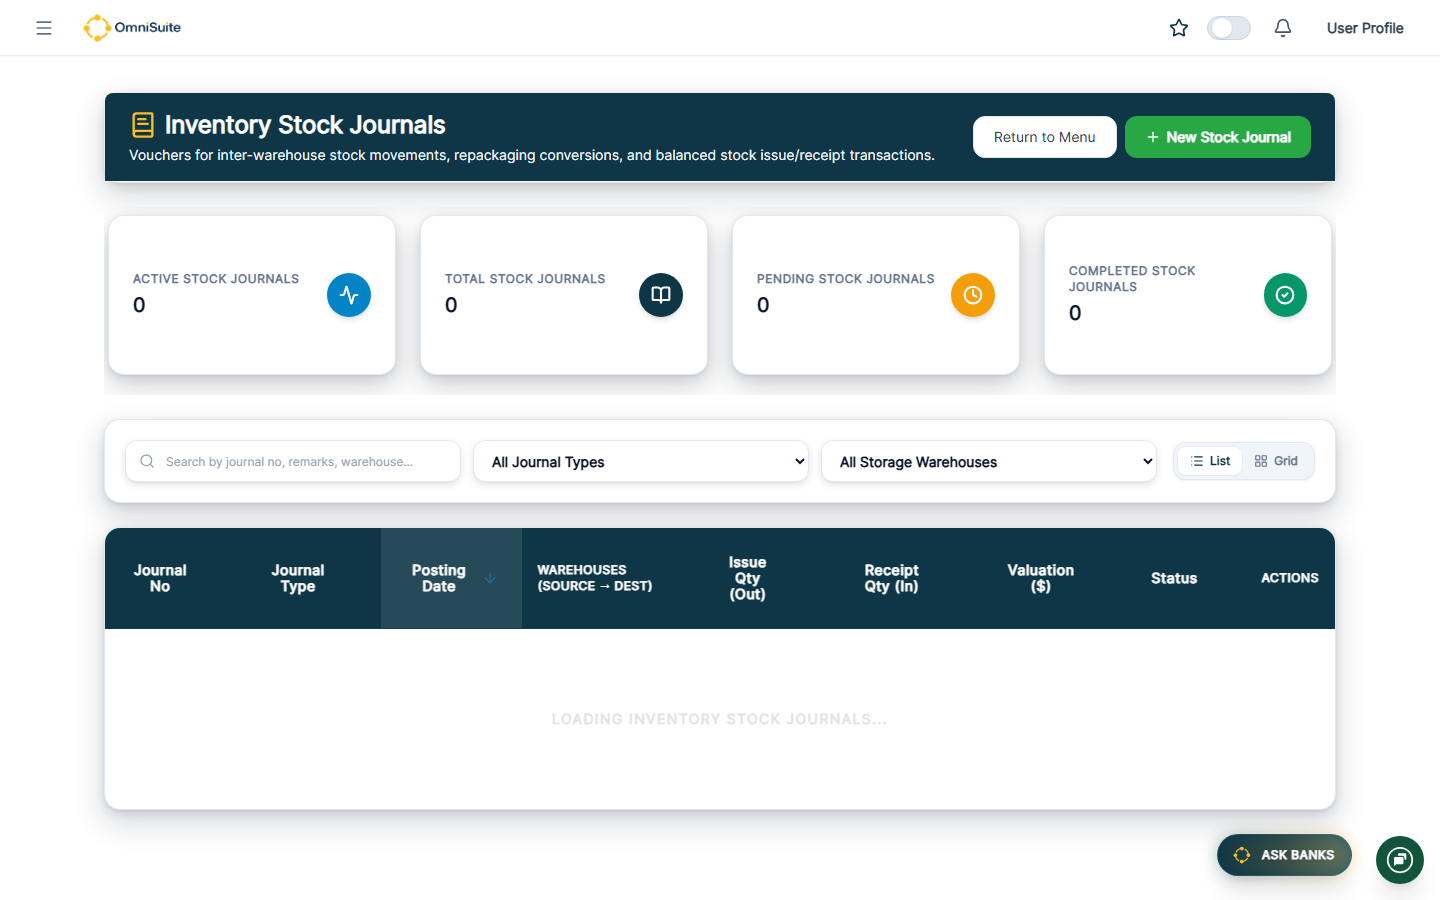 OmniSuite
User Profile
Inventory Stock Journals
Vouchers for inter-warehouse stock movements, repackaging conversions, and balanced stock issue/receipt transactions.
Return to Menu
New Stock Journal
ACTIVE STOCK JOURNALS
0
TOTAL STOCK JOURNALS
0
PENDING STOCK JOURNALS
0
COMPLETED STOCK
JOURNALS
0
Search by journal no, remarks, warehouse...
All Journal Types
All Storage Warehouses
List
Grid
Journal
No
Journal
Type
Posting
Date
WAREHOUSES
(SOURCE → DEST)
Issue
Qty
(Out)
Receipt
Qty (In)
Valuation
($)
Status
ACTIONS
LOADING INVENTORY STOCK JOURNALS...
ASK BANKS